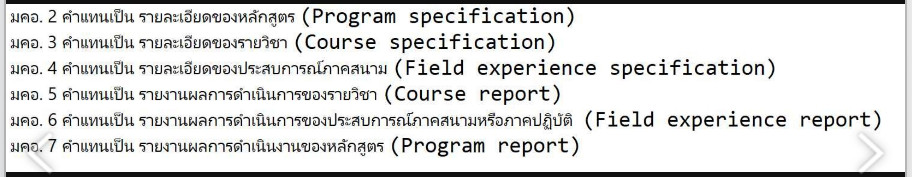 มคอ. 2 คำแทนเป็น รายละเอียดของหลักสูตร (Program specification)
มคอ. 3 คำแทนเป็น รายละเอียดของรายวิชา (Course specification)
มคอ. 4 คำแทนเป็น รายละเอียดของประสบการณ์ภาคสนาม (Field experience specification)
มคอ. 5 คำแทนเป็น รายงานผลการดำเนินการของรายวิชา (Course report)
มคอ. 6 คำแทนเป็น รายงานผลการดำเนินการของประสบการณ์ภาคสนามหรือภาคปฏิบัติ (Field experience report)
มคอ. 7 คำแทนเป็น รายงานผลการดำเนินงานของหลักสูตร (Program report)